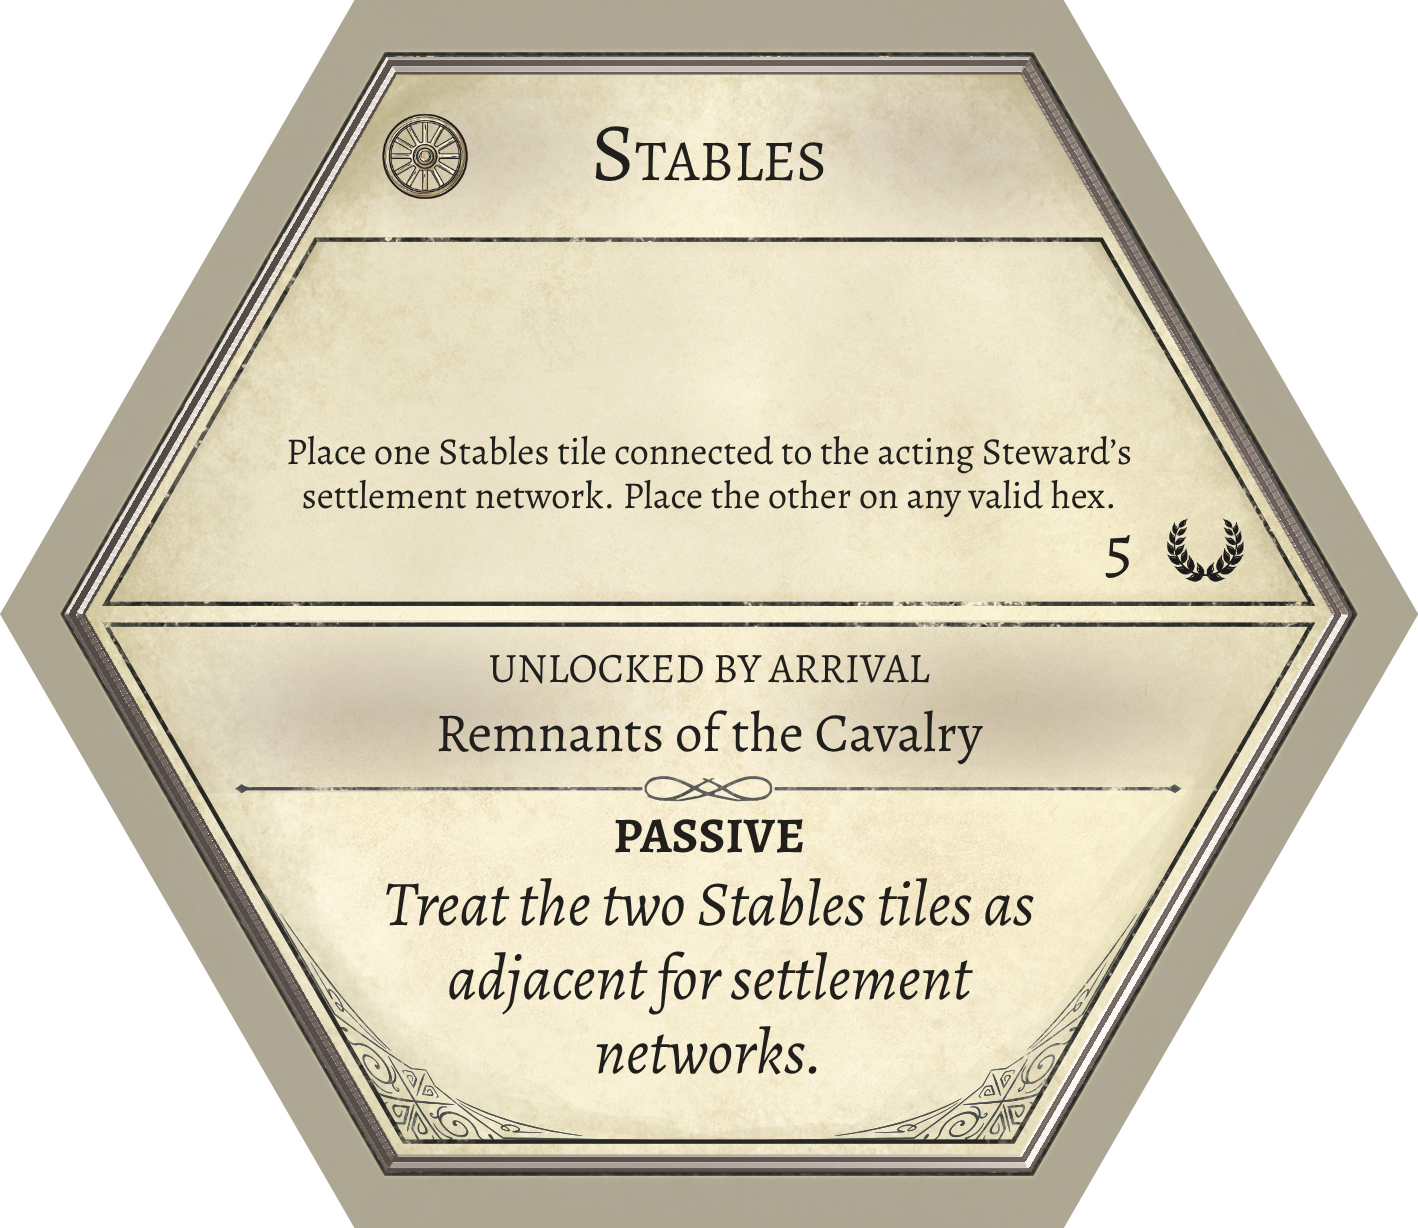 Stables
Place one Stables tile connected to the acting Steward’s
settlement network. Place the other on any valid hex.
5
UNLOCKED BY ARRIVAL
Remnants of the Cavalry
PASSIVE
Treat the two Stables tiles as
adjacent for settlement
networks.